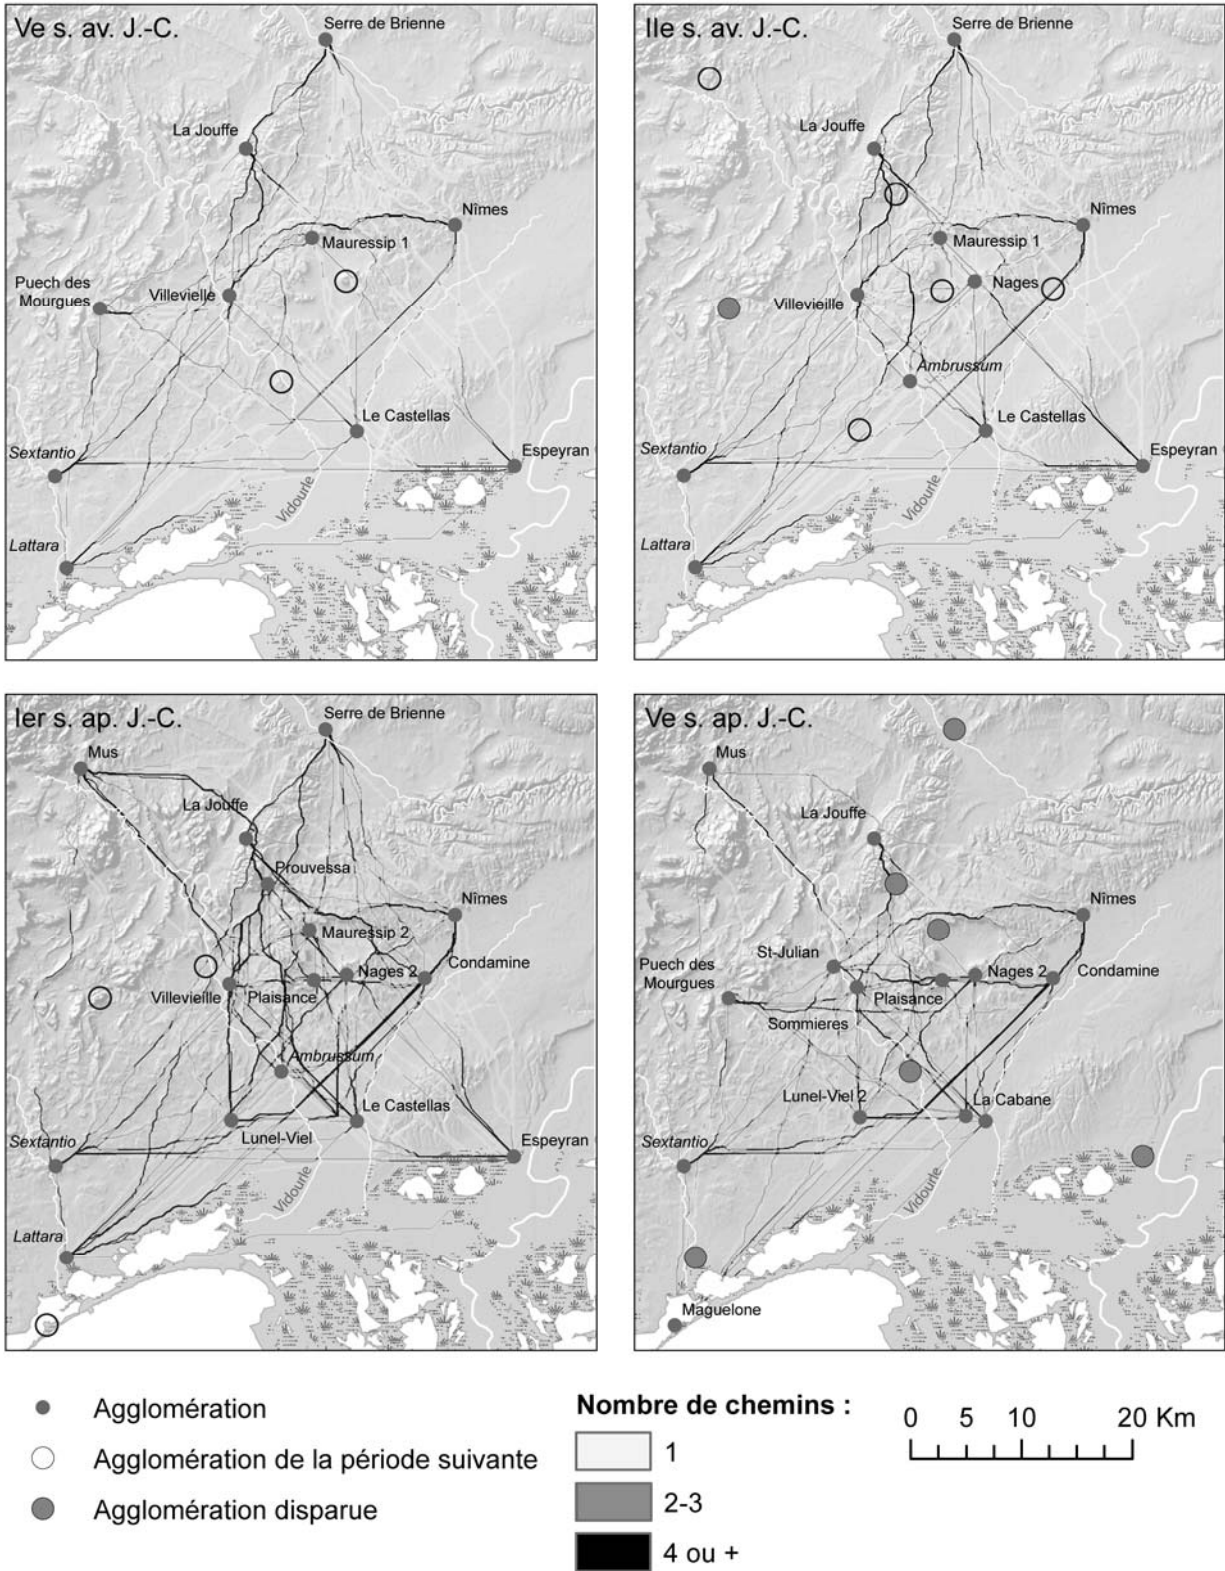 Ve s. av. J.-C.
Serre de Brienne
La Jouffe
Nîmes
Mauressip 1
Puech des
Mourgues
Villevielle
Le Castellas
Sextantio
Espeyran
Vidourle
Lattara
IIe s. av. J.-C.
Serre de Brienne
La Jouffe
Nîmes
Mauressip 1
Nages
Villevieille
Ambrussum
Le Castellas
Sextantio
Espeyran
Vidourle
Lattara
Ier s. ap. J.-C.
Serre de Brienne
Mus
La Jouffe
Prouvessa
Nîmes
Mauressip 2
Nages 2
Condamine
Villevieille
Plaisance
Ambrussum
Le Castellas
Lunel-Viel
Sextantio
Espeyran
Vidourle
Lattara
Ve s. ap. J.-C.
Mus
La Jouffe
Nîmes
St-Julian
Puech des
Mourgues
Nages 2
Condamine
Plaisance
Sommieres
Lunel-Viel 2
La Cabane
Sextantio
Vidourle
Maguelone
Agglomération
Agglomération de la période suivante
Agglomération disparue
Nombre de chemins :
1
2-3
4 ou +
0 5 10 20 Km